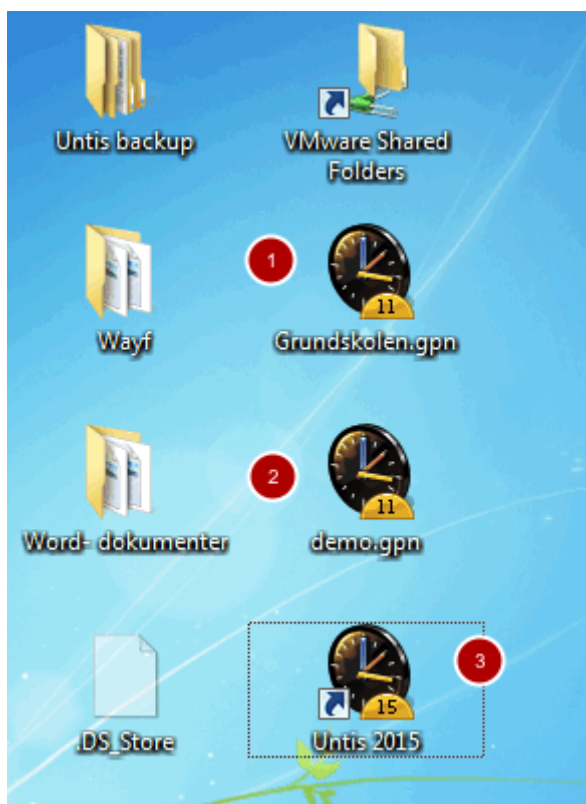 Untis backup
VMware Shared
Folders
1
11
Wayf
Grundskolen.gpn
2
11
Word- dokumenter
demo.gpn
3
15
.DS_Store
Untis 2015